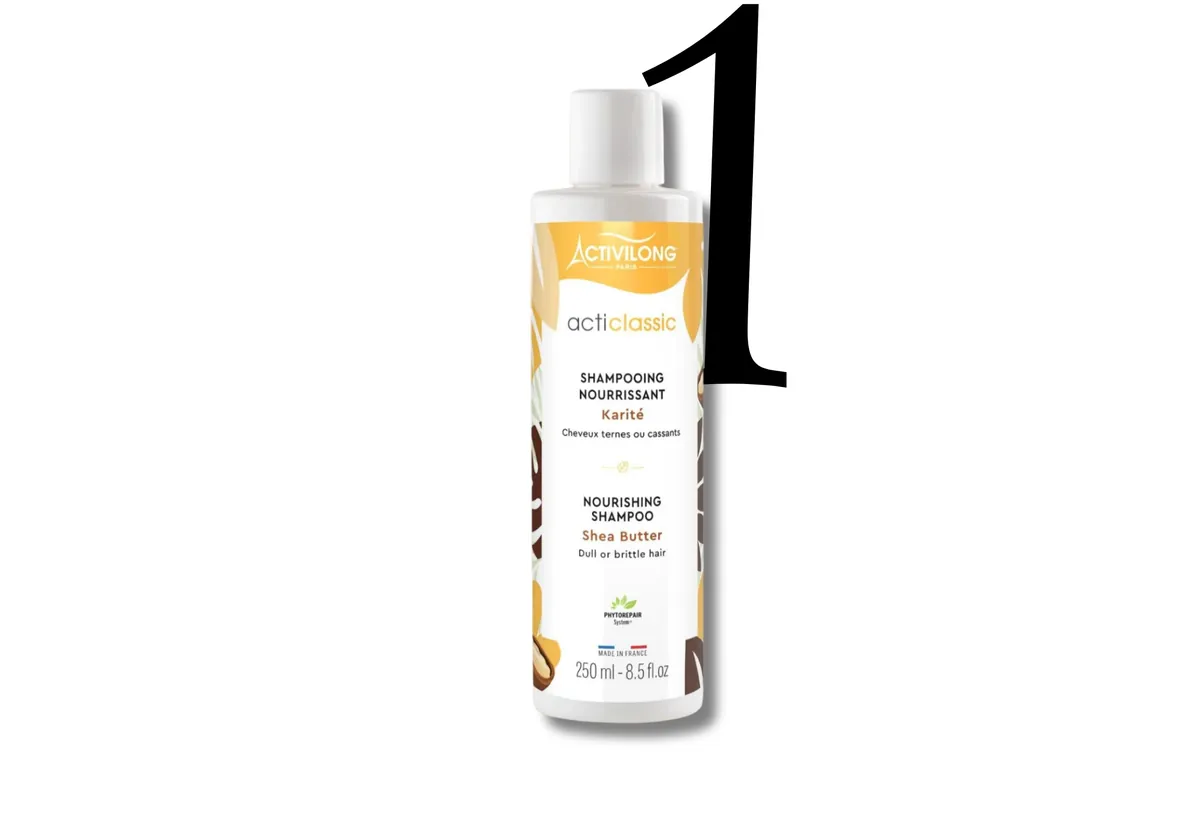 1
ACTIVILONG
PARIS
acticlassic
SHAMPOOING
NOURRISSANT
Karité
Cheveux ternes ou cassants
NOURISHING
SHAMPOO
Shea Butter
Dull or brittle hair
PHYTOREPAIR
System™
MADE IN FRANCE
250 ml - 8.5 fl.oz